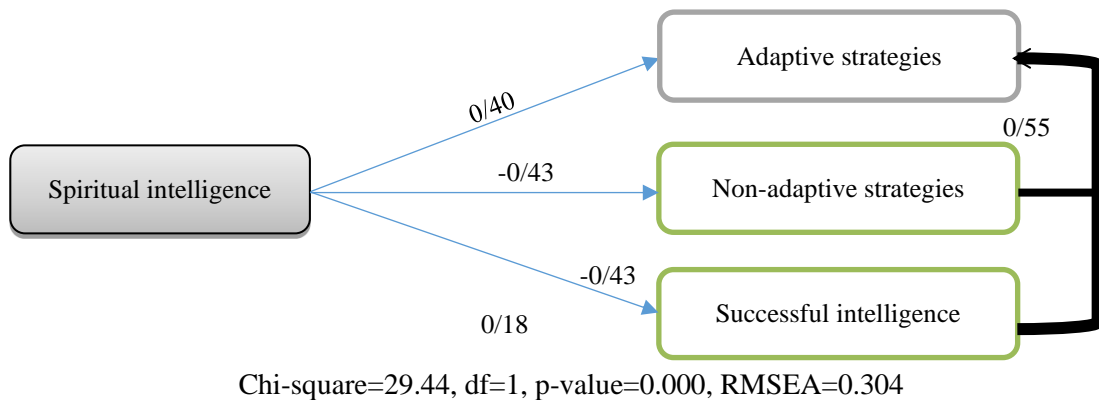 Adaptive strategies
0/40
0/55
Spiritual intelligence
-0/43
Non-adaptive strategies
-0/43
Successful intelligence
0/18
Chi-square=29.44, df=1, p-value=0.000, RMSEA=0.304